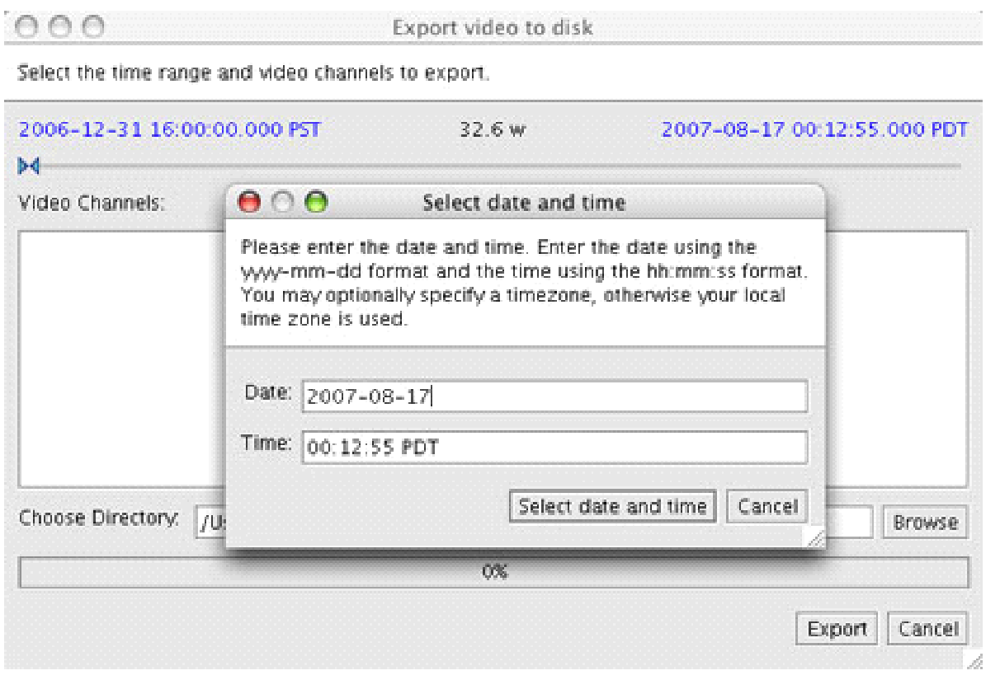 Export video to disk
Select the time range and video channels to export.
2006-12-31 16:00:00.000 PST 32.6 w 2007-08-17 00:12:55.000 PDT
Video Channels:
Select date and time
Please enter the date and time. Enter the date using the
yyyy-mm-dd format and the time using the hh:mm:ss format.
You may optionally specify a timezone, otherwise your local
time zone is used.
Date: 2007-08-17
Time: 00:12:55 PDT
Select date and time Cancel
Choose Directory: Browse
0%
Export Cancel